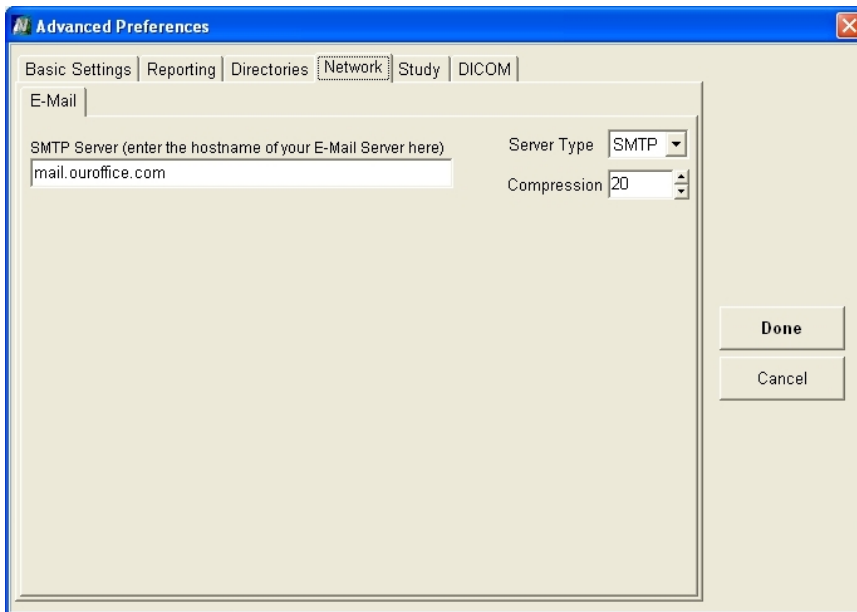 Advanced Preferences
Basic Settings Reporting Directories Network Study DICOM
E-Mail
SMTP Server (enter the hostname of your E-Mail Server here)
mail.ouroffice.com
Server Type SMTP
Compression 20
Done
Cancel